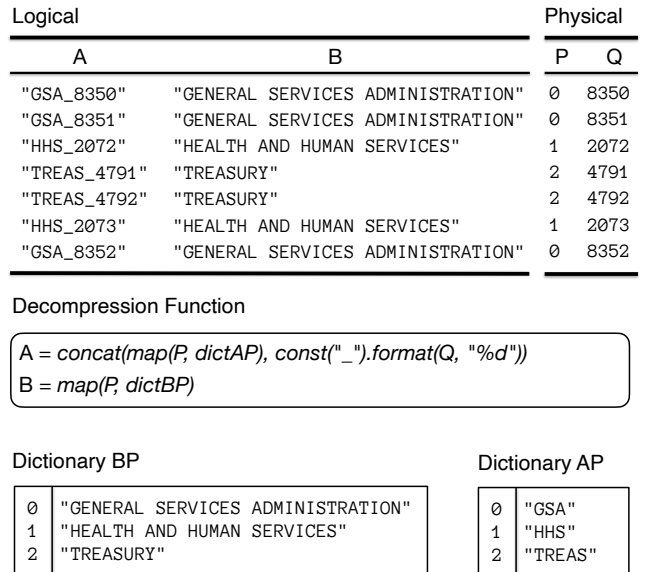 Logical Physical
A B P Q
"GSA_8350" "GENERAL SERVICES ADMINISTRATION" 0 8350
"GSA_8351" "GENERAL SERVICES ADMINISTRATION" 0 8351
"HHS_2072" "HEALTH AND HUMAN SERVICES" 1 2072
"TREAS_4791" "TREASURY" 2 4791
"TREAS_4792" "TREASURY" 2 4792
"HHS_2073" "HEALTH AND HUMAN SERVICES" 1 2073
"GSA_8352" "GENERAL SERVICES ADMINISTRATION" 0 8352
Decompression Function
A = concat(map(P, dictAP), const("_").format(Q, "%d"))
B = map(P, dictBP)
Dictionary BP Dictionary AP
0 "GENERAL SERVICES ADMINISTRATION" 0 "GSA"
1 "HEALTH AND HUMAN SERVICES" 1 "HHS"
2 "TREASURY" 2 "TREAS"